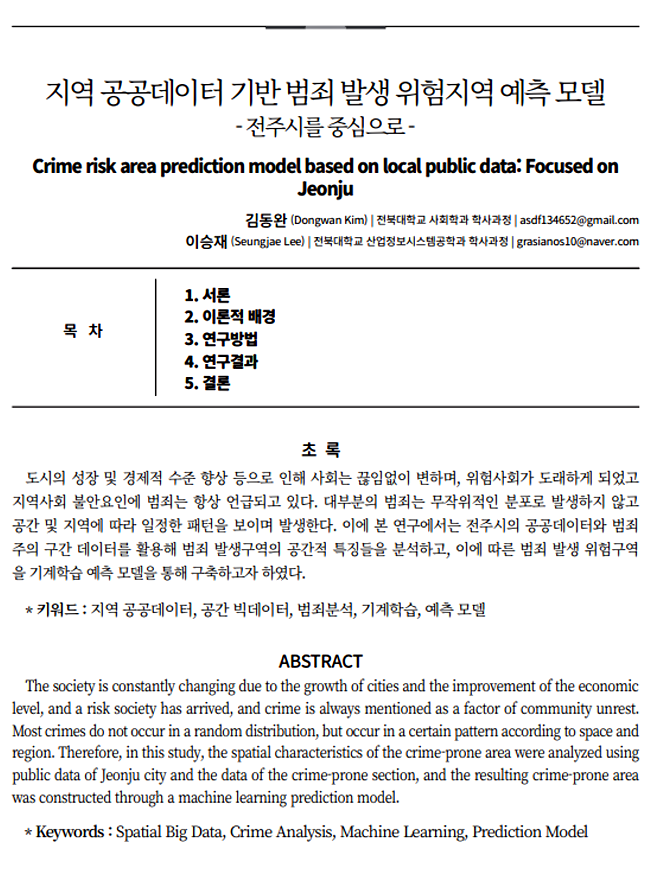 지역 공공데이터 기반 범죄 발생 위험지역 예측 모델
- 전주시를 중심으로 -
Crime risk area prediction model based on local public data: Focused on
Jeonju
김동완 (Dongwan Kim) | 전북대학교 사회학과 학사과정 | asdf134652@gmail.com
이승재 (Seungjae Lee) | 전북대학교 산업정보시스템공학과 학사과정 | grasianos10@naver.com
목 차
1. 서론
2. 이론적 배경
3. 연구방법
4. 연구결과
5. 결론
초 록
도시의 성장 및 경제적 수준 향상 등으로 인해 사회는 끊임없이 변하며, 위험사회가 도래하게 되었고
지역사회 불안요인에 범죄는 항상 언급되고 있다. 대부분의 범죄는 무작위적인 분포로 발생하지 않고
공간 및 지역에 따라 일정한 패턴을 보이며 발생한다. 이에 본 연구에서는 전주시의 공공데이터와 범죄
주의 구간 데이터를 활용해 범죄 발생구역의 공간적 특징들을 분석하고, 이에 따른 범죄 발생 위험구역
을 기계학습 예측 모델을 통해 구축하고자 하였다.
* 키워드 : 지역 공공데이터, 공간 빅데이터, 범죄분석, 기계학습, 예측 모델
ABSTRACT
The society is constantly changing due to the growth of cities and the improvement of the economic
level, and a risk society has arrived, and crime is always mentioned as a factor of community unrest.
Most crimes do not occur in a random distribution, but occur in a certain pattern according to space and
region. Therefore, in this study, the spatial characteristics of the crime-prone area were analyzed using
public data of Jeonju city and the data of the crime-prone section, and the resulting crime-prone area
was constructed through a machine learning prediction model.
* Keywords : Spatial Big Data, Crime Analysis, Machine Learning, Prediction Model